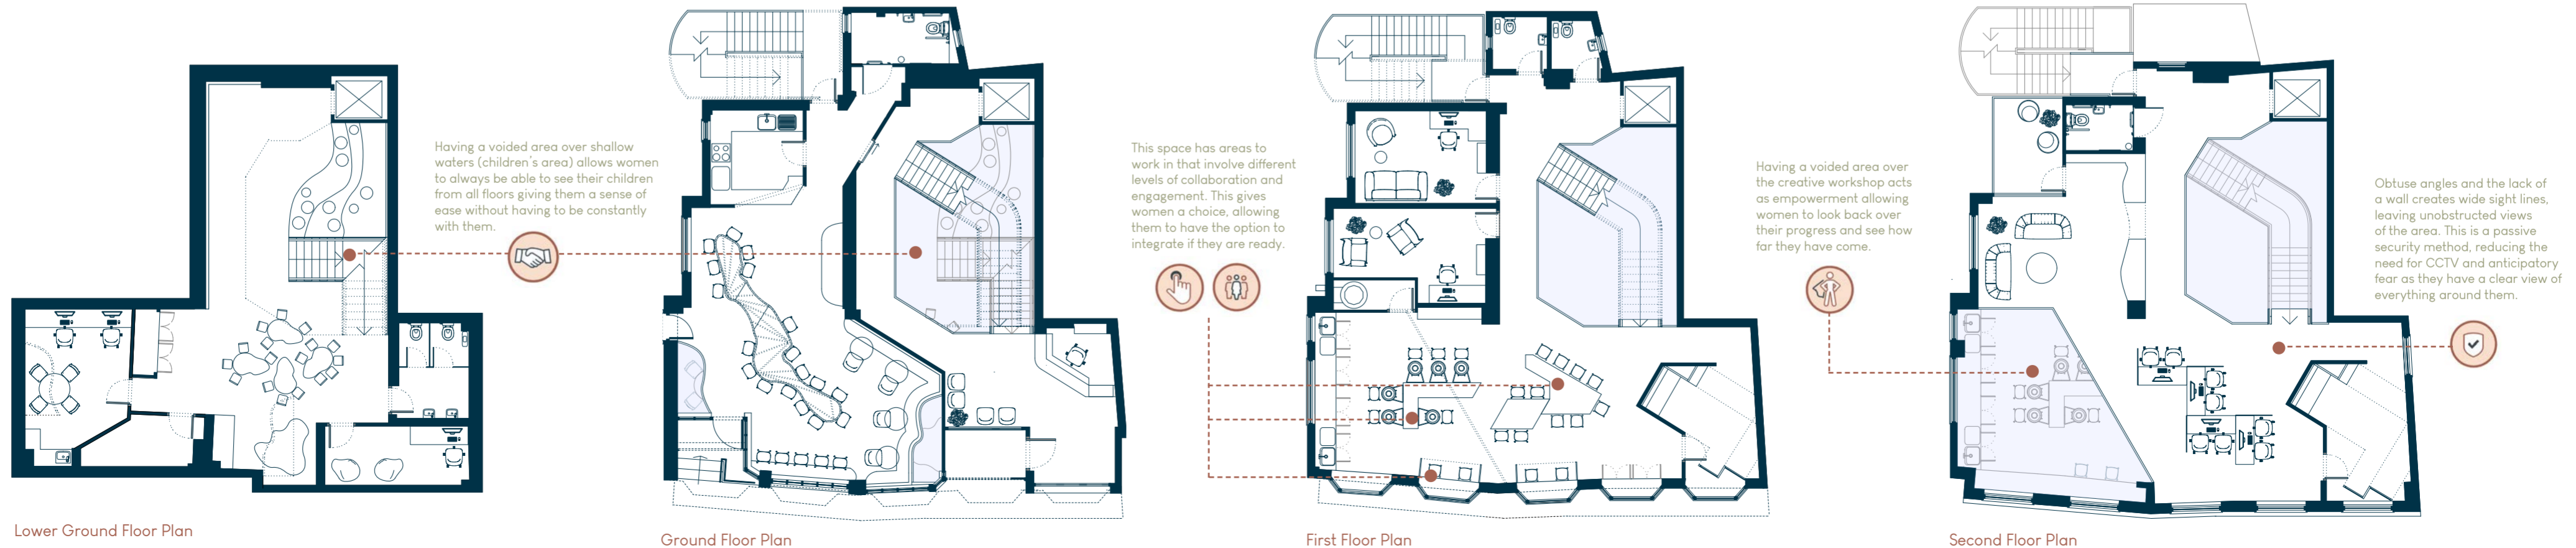 Having a voided area over shallow
waters (children's area) allows women
to always be able to see their children
from all floors giving them a sense of
ease without having to be constantly
with them.
This space has areas to
work in that involve different
levels of collaboration and
engagement. This gives
women a choice, allowing
them to have the option to
integrate if they are ready.
Having a voided area over
the creative workshop acts
as empowerment allowing
women to look back over
their progress and see how
far they have come.
Obtuse angles and the lack of
a wall creates wide sight lines,
leaving unobstructed views
of the area. This is a passive
security method, reducing the
need for CCTV and anticipatory
fear as they have a clear view of
everything around them.
Lower Ground Floor Plan
Ground Floor Plan
First Floor Plan
Second Floor Plan